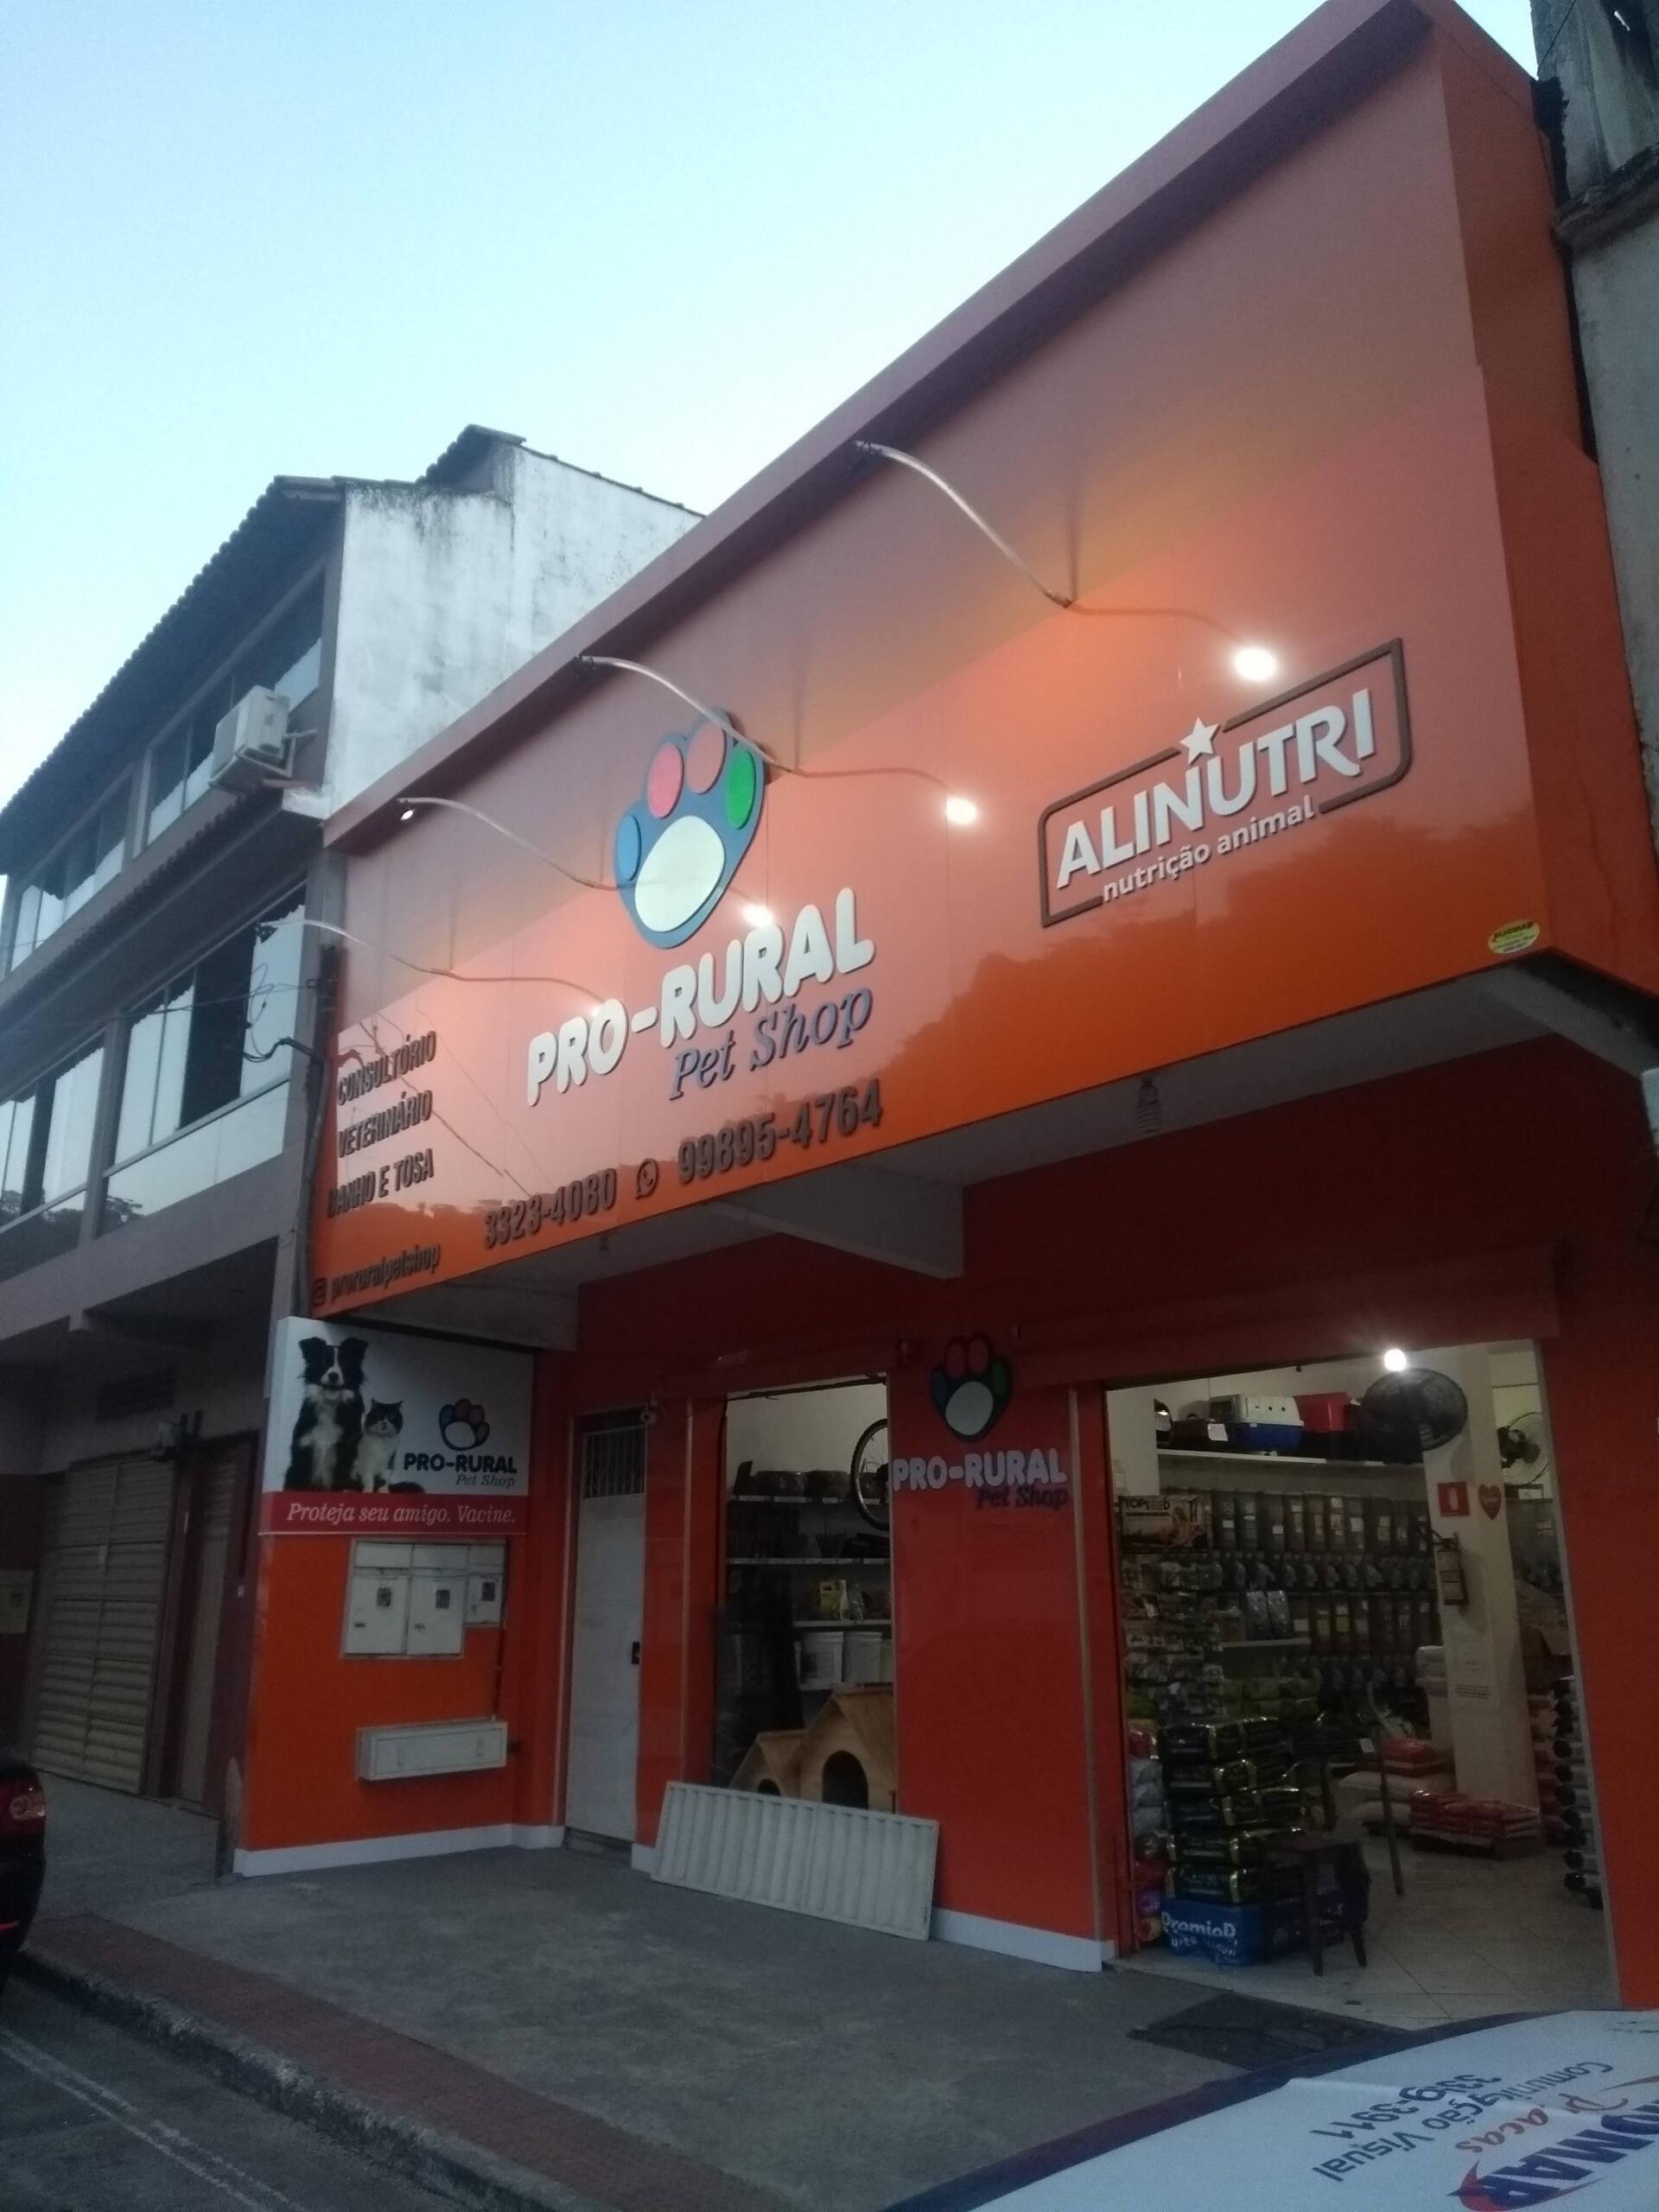 ALINUTRI
nutrição animal
PRO-RURAL
Pet Shop
CONSULTÓRIO
VETERINÁRIO
BANHO E TOSA
3323-4080 99895-4764
proruralpetshop
PRO-RURAL
Pet Shop
Proteja seu amigo. Vacine.
PRO-RURAL
Pet Shop
Placas
Comunicação Visual